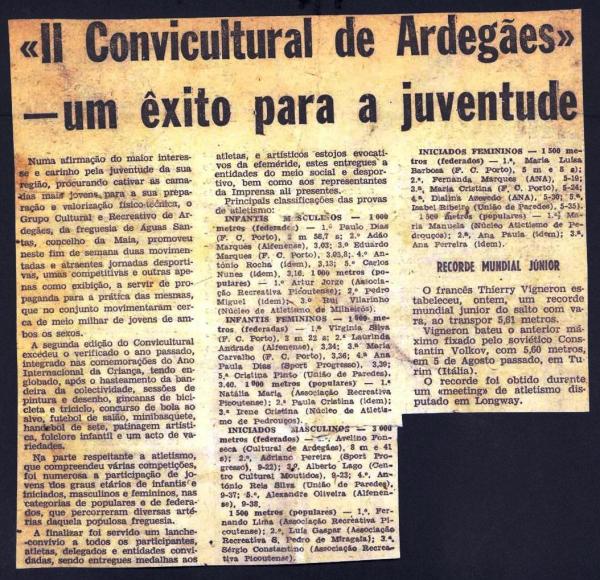 «II Convicultural de Ardegães»
—um êxito para a juventude
Numa afirmação do maior interes-
se e carinho pela juventude da sua
região, procurando cativar as cama-
das mais jovens, para a sua prepa-
ração e valorização físico-técnica, o
Grupo Cultural e Recreativo de Ar-
degães, da freguesia de Águas San-
tas, concelho da Maia, promoveu
neste fim de semana duas movimen-
tadas e atraentes jornadas desporti-
vas, umas competitivas e outras ape-
nas como exibição, a servir de pro-
paganda para a prática das mesmas,
que no conjunto movimentaram cer-
ca de meio milhar de jovens de am-
bos os sexos.
A segunda edição do Convicultural
excedeu o verificado o ano passado,
integrado nas comemorações do Ano
Internacional da Criança, tendo en-
globado, após o hasteamento da ban-
deira da colectividade, sessões de
pintura e desenho, gincanas de bici-
cleta e triciclo, concurso de bolas ao
alvo, futebol de salão, minibasquete,
handebol de sete, patinagem artísti-
ca, folclore infantil e um acto de va-
riedades.
Na parte respeitante a atletismo,
que compreendeu várias competições,
foi numerosa a participação de jo-
vens dos graus etários de infantis e
iniciados, masculinos e femininos, nas
categorias de populares e de federa-
dos, que percorreram diversas arté-
rias daquela populosa freguesia.
A finalizar foi servido um lanche-
-convívio a todos os participantes,
atletas, delegados e entidades convi-
dadas, sendo entregues medalhas aos
atletas, e artísticos estojos evocati-
vos da efeméride, estes entregues a
entidades do meio social e despor-
tivo, bem como aos representantes
da Imprensa ali presentes.
Principais classificações das provas
de atletismo:
INFANTIS MASCULINOS — 1 000
metros (federados) — 1.º, Paulo Dias
(F. C. Porto), 2 m 58,7 s; 2.º Adão
Marques (Alfenense), 3,03; 3.º Eduardo
Marques (F. C. Porto), 3.03,8; 4.º An-
tónio Rocha (idem), 3,13; 5.º Carlos
Nunes (idem), 3,16. 1 000 metros (po-
pulares) — 1.º Artur Jorge (Associa-
ção Recreativa Picoutense); 2.º Pedro
Miguel (idem); 3.º Rui Vilarinho
(Núcleo de Atletismo de Milheirós).
INFANTIS FEMININOS — 1 000 me-
tros (federadas) — 1.ª Virgínia Silva
(F. C. Porto), 3 m 22 s; 2.ª Laurinda
Andrade (Alfenense), 3.24; 3.ª Maria
Carvalho (F. C. Porto), 3,36; 4.ª Ana
Paula Dias (Sport Progresso), 3,39;
5.ª Cristina Pinto (União de Paredes),
3.40. 1 000 metros (populares) — 1.ª
Natália Maria (Associação Recreativa
Picoutense); 2.ª Paula Cristina (idem);
3.ª Irene Cristina (Núcleo de Atletis-
mo de Pedrouços).
INICIADOS MASCULINOS — 3 000
metros (federados) — 1.º, Avelino Fon-
seca (Cultural de Ardegães), 8 m e 41
s; 2.º, Adriano Pereira (Sport Pro-
gresso), 9-22; 3.º, Alberto Lago (Cen-
tro Cultural Moutidos), 9-23; 4.º, An-
tónio Reis Silva (União de Paredes),
9-37; 5.º, Alexandre Oliveira (Alfenen-
se), 9-38.
1 500 metros (populares) — 1.º, Fer-
nando Lima (Associação Recreativa Pi-
coutense); 2.º, Luís Gaspar (Associação
Recreativa S. Pedro de Miragaia); 3.º,
Sérgio Constantino (Associação Recrea-
tiva Picoutense).
INICIADOS FEMININOS — 1 500 me-
tros (federados) — 1.ª, Maria Luísa
Barbosa (F. C. Porto), 5 m e 5 s;
2.ª, Fernanda Marques (ANA), 5-19;
3.ª, Maria Cristina (F. C. Porto), 5-24;
4.ª, Dialina Azevedo (ANA), 5-30; 5.ª,
Isabel Ribeiro (União de Paredes), 5-35.
1 500 metros (populares) — 1.ª, Ma-
ria Manuela (Núcleo Atletismo de Pe-
drouços); 2.ª, Ana Paula (idem); 3.ª,
Ana Ferreira (idem).
RECORDE MUNDIAL JÚNIOR
O francês Thierry Vigneron es-
tabeleceu, ontem, um recorde
mundial júnior do salto com va-
ra, ao transpor 5,61 metros.
Vigneron bateu o anterior má-
ximo fixado pelo soviético Cons-
tantin Volkov, com 5,60 metros,
em 5 de Agosto passado, em Tu-
rim (Itália).
O recorde foi obtido durante
um «meeting» de atletismo dis-
putado em Longway.